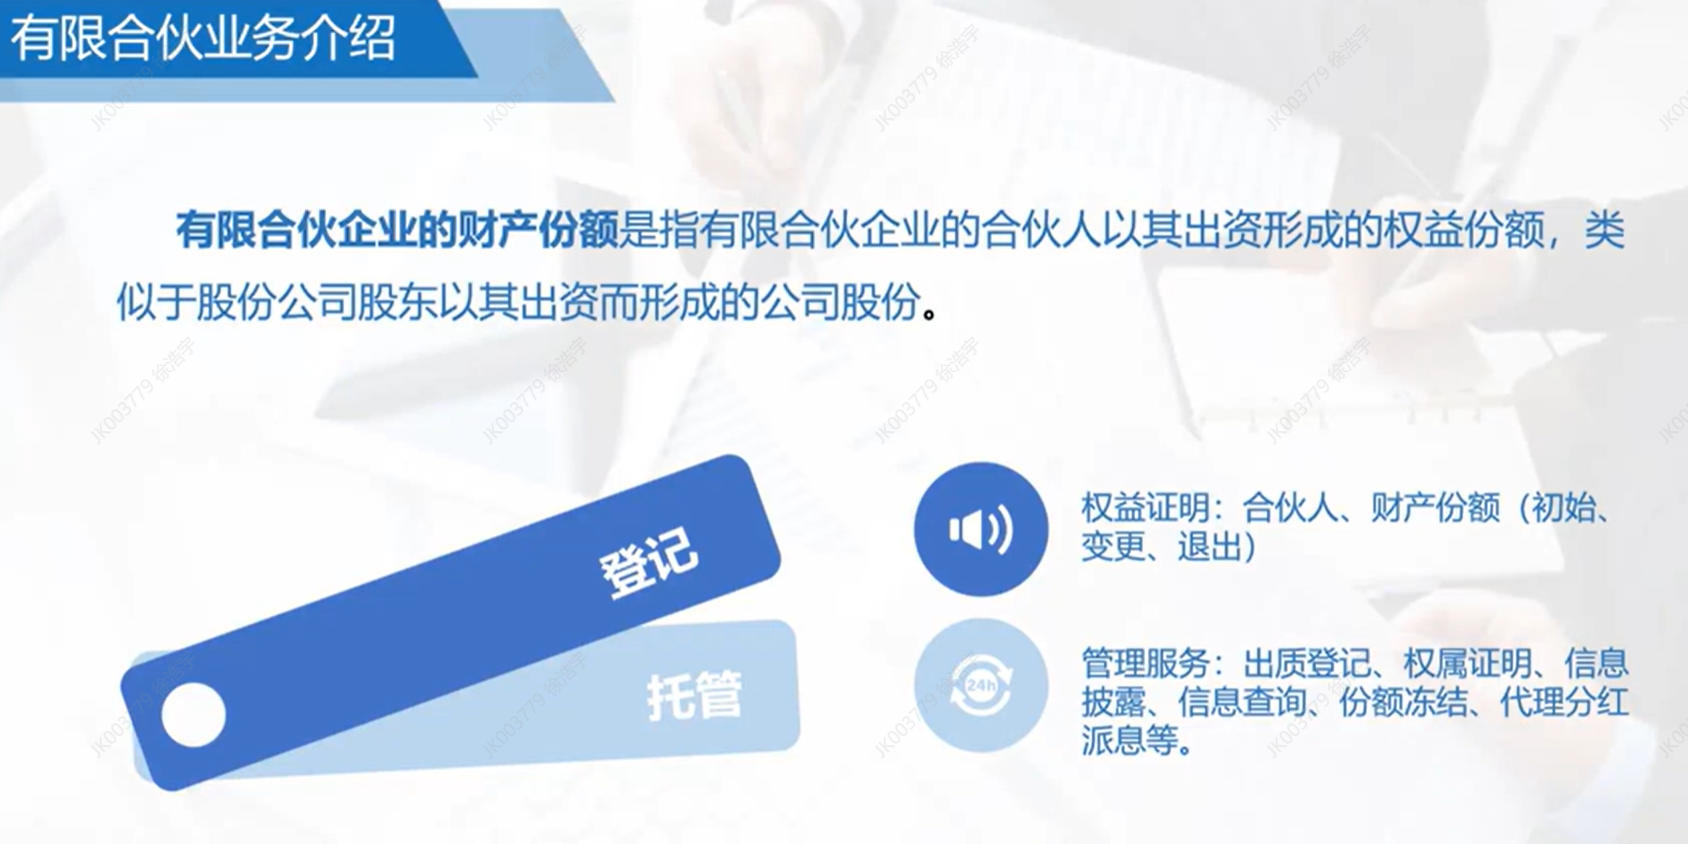 有限合伙业务介绍
有限合伙企业的财产份额是指有限合伙企业的合伙人以其出资形成的权益份额，类
似于股份公司股东以其出资而形成的公司股份。
登记
权益证明：合伙人、财产份额（初始、
变更、退出）
托管
24h
管理服务：出质登记、权属证明、信息
披露、信息查询、份额冻结、代理分红
派息等。
JK003779 徐浩宇